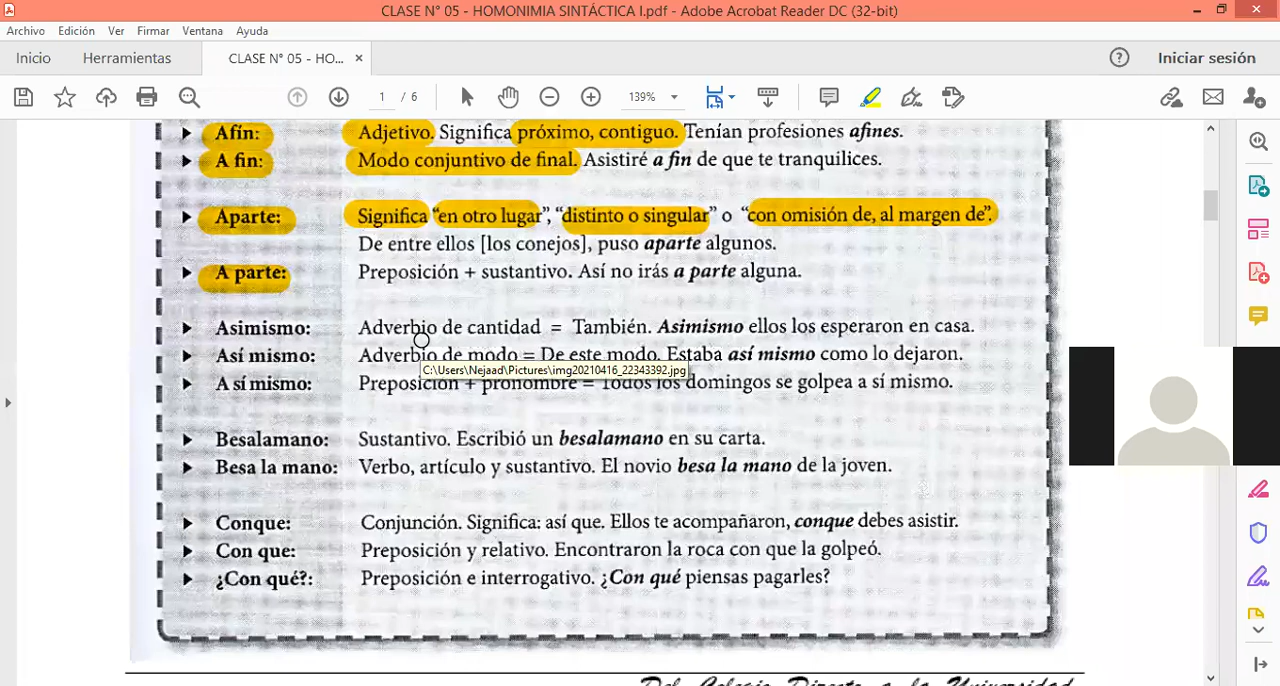 CLASE N° 05 - HOMONIMIA SINTÁCTICA I.pdf - Adobe Acrobat Reader DC (32-bit)
Archivo Edición Ver Firmar Ventana Ayuda
Inicio Herramientas CLASE N° 05 - HO... × Iniciar sesión
1 / 6 139%
Afín: Adjetivo. Significa próximo, contiguo. Tenían profesiones afines.
A fin: Modo conjuntivo de final. Asistiré a fin de que te tranquilices.
Aparte: Significa “en otro lugar”, “distinto o singular” o “con omisión de, al margen de”.
De entre ellos [los conejos], puso aparte algunos.
A parte: Preposición + sustantivo. Así no irás a parte alguna.
Asimismo: Adverbio de cantidad = También. Asimismo ellos los esperaron en casa.
Así mismo: Adverbio de modo = De este modo. Estaba así mismo como lo dejaron.
C:\Users\Nejaad\Pictures\img20210416_22343392.jpg
A sí mismo: Preposición + pronombre = Todos los domingos se golpea a sí mismo.
Besalamano: Sustantivo. Escribió un besalamano en su carta.
Besa la mano: Verbo, artículo y sustantivo. El novio besa la mano de la joven.
Conque: Conjunción. Significa: así que. Ellos te acompañaron, conque debes asistir.
Con que: Preposición y relativo. Encontraron la roca con que la golpeó.
¿Con qué?: Preposición e interrogativo. ¿Con qué piensas pagarles?
Del Colegio Directo a la Universidad